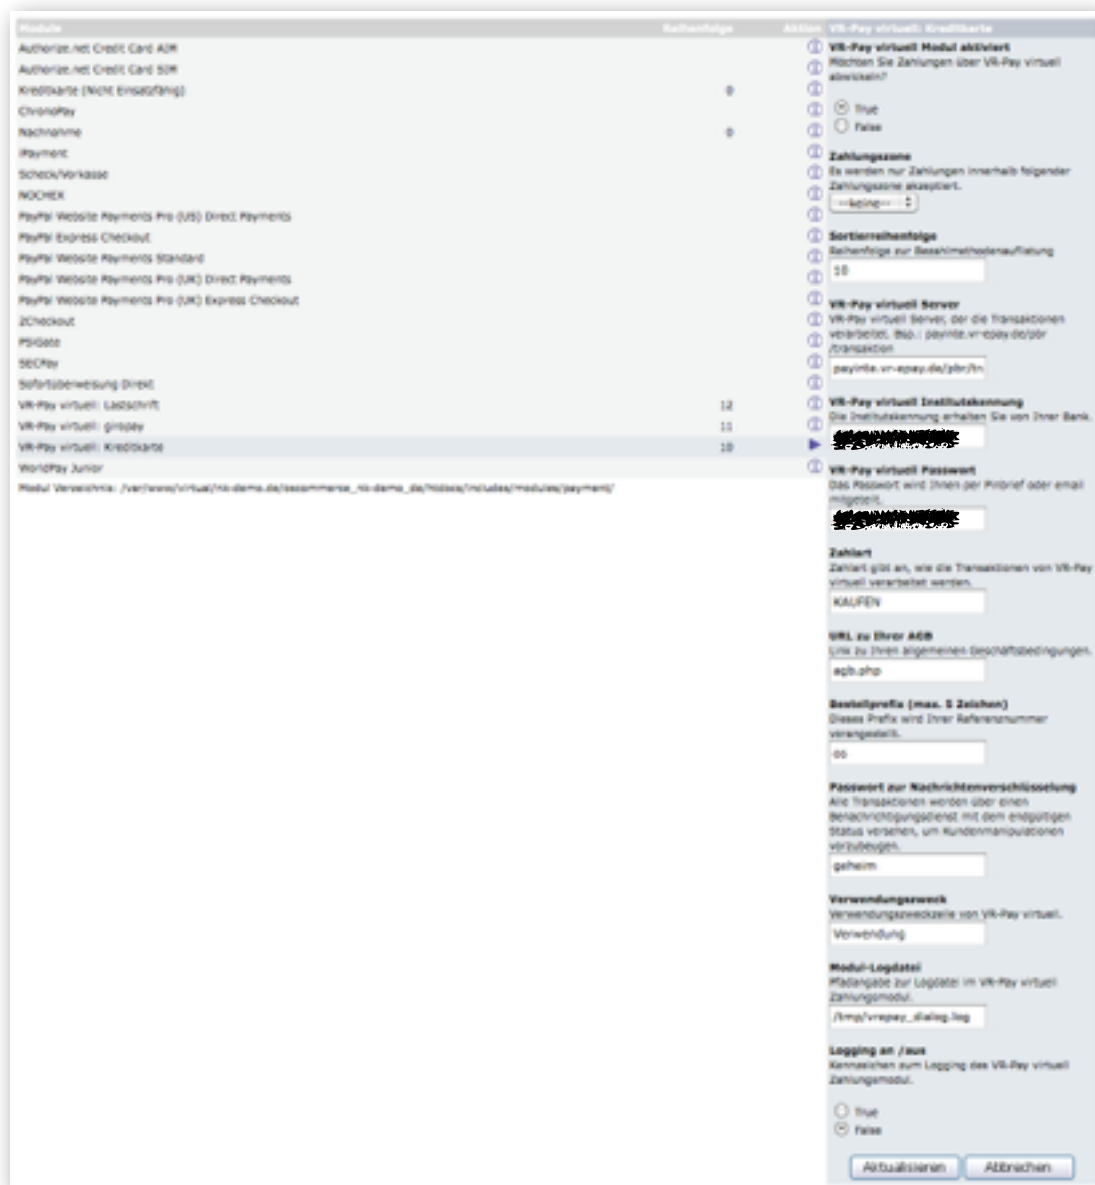 Module Reihenfolge Aktion
Authorize.net Credit Card AIM
Authorize.net Credit Card SIM
Kreditkarte (Nicht Einsatzfähig) 0
ChronoPay
Nachnahme 0
iPayment
Scheck/Vorkasse
NOCHEX
PayPal Website Payments Pro (US) Direct Payments
PayPal Express Checkout
PayPal Website Payments Standard
PayPal Website Payments Pro (UK) Direct Payments
PayPal Website Payments Pro (UK) Express Checkout
2Checkout
PSiGate
SECPay
Sofortüberweisung Direkt
VR-Pay virtuell: Lastschrift 12
VR-Pay virtuell: giropay 11
VR-Pay virtuell: Kreditkarte 10
WorldPay Junior
Modul Verzeichnis: /var/www/virtual/nk-demo.de/oscommerce_nk-demo_de/htdocs/includes/modules/payment/
VR-Pay virtuell: Kreditkarte
VR-Pay virtuell Modul aktiviert
Möchten Sie Zahlungen über VR-Pay virtuell
abwickeln?
True
False
Zahlungszone
Es werden nur Zahlungen innerhalb folgender
Zahlungszone akzeptiert.
--keine--
Sortierreihenfolge
Reihenfolge zur Bezahlmethodenauflistung
10
VR-Pay virtuell Server
VR-Pay virtuell Server, der die Transaktionen
verarbeitet. Bsp.: payinte.vr-epay.de/pbr
/transaktion
payinte.vr-epay.de/pbr/tr
VR-Pay virtuell Institutskennung
Die Institutskennung erhalten Sie von Ihrer Bank.
VR-Pay virtuell Passwort
Das Passwort wird Ihnen per Pinbrief oder email
mitgeteilt.
Zahlart
Zahlart gibt an, wie die Transaktionen von VR-Pay
virtuell verarbeitet werden.
KAUFEN
URL zu Ihrer AGB
Link zu Ihren allgemeinen Geschäftsbedingungen.
agb.php
Bestellprefix (max. 5 Zeichen)
Dieses Prefix wird Ihrer Referenznummer
vorangestellt.
os
Passwort zur Nachrichtenverschlüsselung
Alle Transaktionen werden über einen
Benachrichtigungsdienst mit dem endgültigen
Status versehen, um Kundenmanipulationen
vorzubeugen.
geheim
Verwendungszweck
Verwendungszweckzeile von VR-Pay virtuell.
Verwendung
Modul-Logdatei
Pfadangabe zur Logdatei im VR-Pay virtuell
Zahlungsmodul.
/tmp/vrepay_dialog.log
Logging an /aus
Kennzeichen zum Logging des VR-Pay virtuell
Zahlungsmodul.
True
False
Aktualisieren Abbrechen